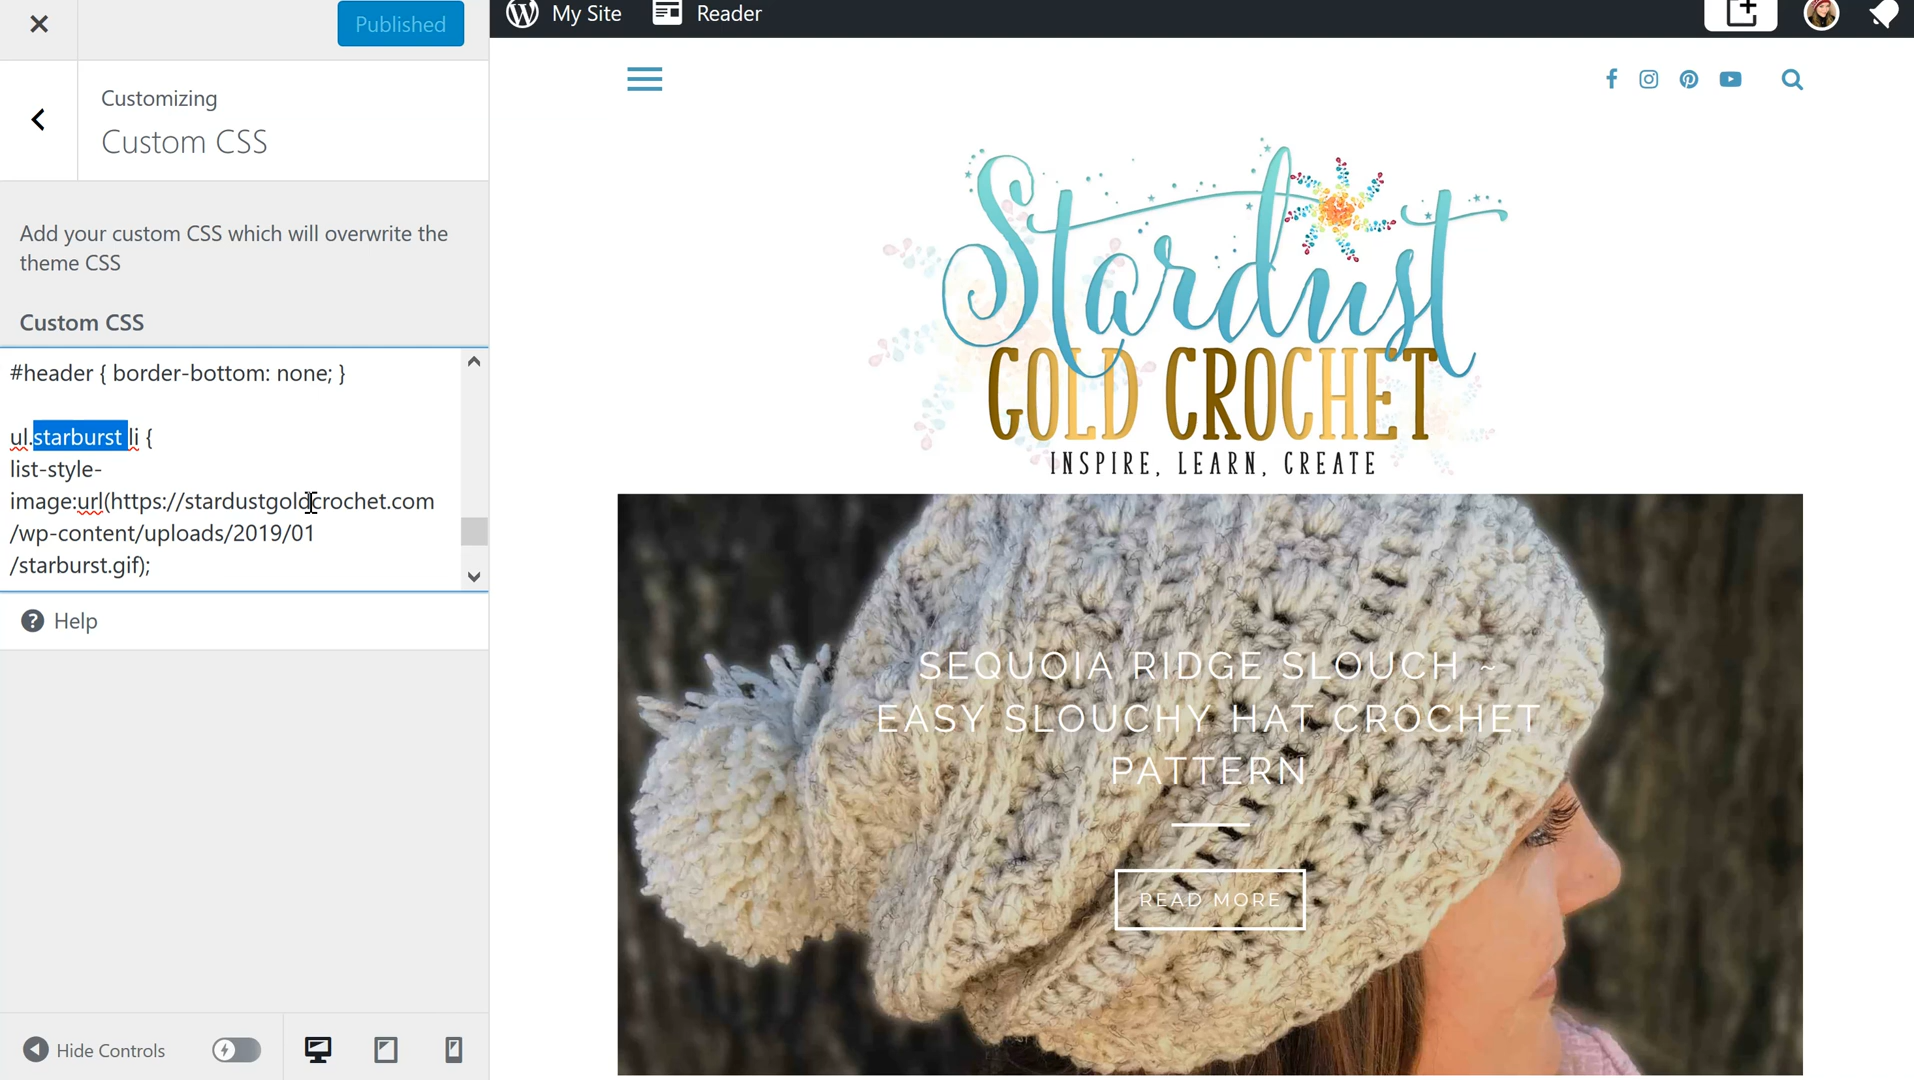 Published
My Site
Reader
Customizing
Custom CSS
Add your custom CSS which will overwrite the
theme CSS
Custom CSS
#header { border-bottom: none; }
ul.starburst li {
list-style-
image:url(https://stardustgoldcrochet.com
/wp-content/uploads/2019/01
/starburst.gif);
Help
Hide Controls
Stardust
GOLD CROCHET
INSPIRE, LEARN, CREATE
SEQUOIA RIDGE SLOUCH ~
EASY SLOUCHY HAT CROCHET
PATTERN
READ MORE